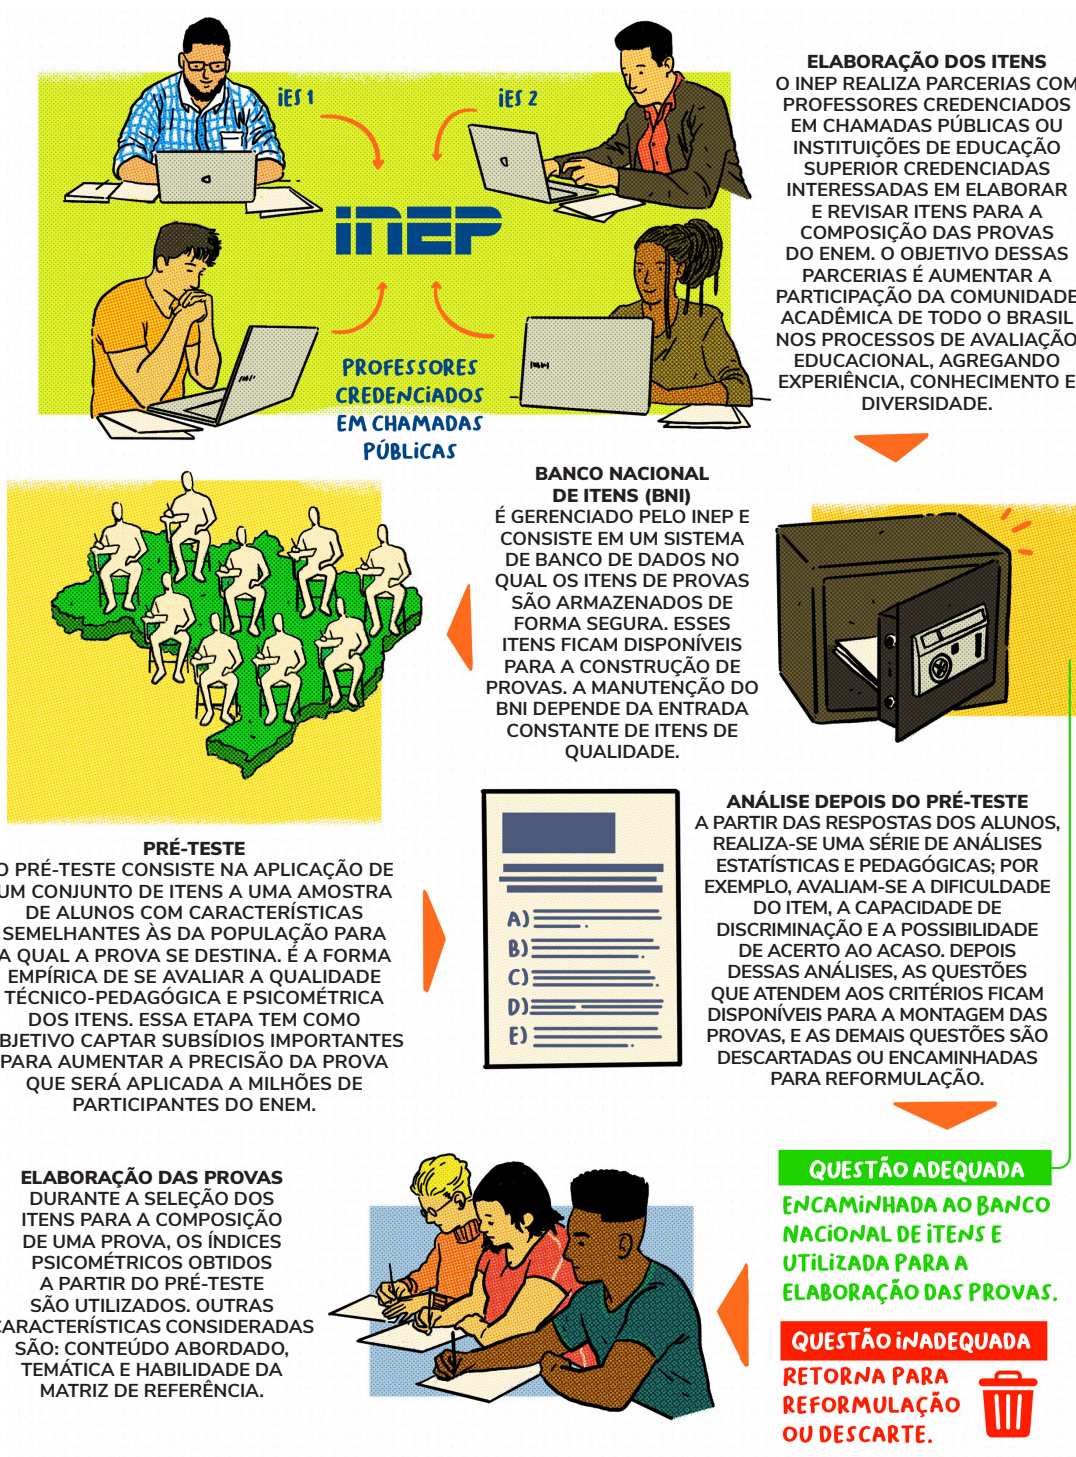 iES 1
iES 2
inep
PROFESSORES
CREDENCiADOS
EM CHAMADAS
PÚBLiCAS
ELABORAÇÃO DOS ITENS
O INEP REALIZA PARCERIAS COM
PROFESSORES CREDENCIADOS
EM CHAMADAS PÚBLICAS OU
INSTITUIÇÕES DE EDUCAÇÃO
SUPERIOR CREDENCIADAS
INTERESSADAS EM ELABORAR
E REVISAR ITENS PARA A
COMPOSIÇÃO DAS PROVAS
DO ENEM. O OBJETIVO DESSAS
PARCERIAS É AUMENTAR A
PARTICIPAÇÃO DA COMUNIDADE
ACADÊMICA DE TODO O BRASIL
NOS PROCESSOS DE AVALIAÇÃO
EDUCACIONAL, AGREGANDO
EXPERIÊNCIA, CONHECIMENTO E
DIVERSIDADE.
BANCO NACIONAL
DE ITENS (BNI)
É GERENCIADO PELO INEP E
CONSISTE EM UM SISTEMA
DE BANCO DE DADOS NO
QUAL OS ITENS DE PROVAS
SÃO ARMAZENADOS DE
FORMA SEGURA. ESSES
ITENS FICAM DISPONÍVEIS
PARA A CONSTRUÇÃO DE
PROVAS. A MANUTENÇÃO DO
BNI DEPENDE DA ENTRADA
CONSTANTE DE ITENS DE
QUALIDADE.
PRÉ-TESTE
O PRÉ-TESTE CONSISTE NA APLICAÇÃO DE
UM CONJUNTO DE ITENS A UMA AMOSTRA
DE ALUNOS COM CARACTERÍSTICAS
SEMELHANTES ÀS DA POPULAÇÃO PARA
A QUAL A PROVA SE DESTINA. É A FORMA
EMPÍRICA DE SE AVALIAR A QUALIDADE
TÉCNICO-PEDAGÓGICA E PSICOMÉTRICA
DOS ITENS. ESSA ETAPA TEM COMO
OBJETIVO CAPTAR SUBSÍDIOS IMPORTANTES
PARA AUMENTAR A PRECISÃO DA PROVA
QUE SERÁ APLICADA A MILHÕES DE
PARTICIPANTES DO ENEM.
A)
B)
C)
D)
E)
ANÁLISE DEPOIS DO PRÉ-TESTE
A PARTIR DAS RESPOSTAS DOS ALUNOS,
REALIZA-SE UMA SÉRIE DE ANÁLISES
ESTATÍSTICAS E PEDAGÓGICAS; POR
EXEMPLO, AVALIAM-SE A DIFICULDADE
DO ITEM, A CAPACIDADE DE
DISCRIMINAÇÃO E A POSSIBILIDADE
DE ACERTO AO ACASO. DEPOIS
DESSAS ANÁLISES, AS QUESTÕES
QUE ATENDEM AOS CRITÉRIOS FICAM
DISPONÍVEIS PARA A MONTAGEM DAS
PROVAS, E AS DEMAIS QUESTÕES SÃO
DESCARTADAS OU ENCAMINHADAS
PARA REFORMULAÇÃO.
QUESTÃO ADEQUADA
ENCAMiNHADA AO BANCO
NACiONAL DE iTENS E
UTiLiZADA PARA A
ELABORAÇÃO DAS PROVAS.
QUESTÃO iNADEQUADA
RETORNA PARA
REFORMULAÇÃO
OU DESCARTE.
ELABORAÇÃO DAS PROVAS
DURANTE A SELEÇÃO DOS
ITENS PARA A COMPOSIÇÃO
DE UMA PROVA, OS ÍNDICES
PSICOMÉTRICOS OBTIDOS
A PARTIR DO PRÉ-TESTE
SÃO UTILIZADOS. OUTRAS
CARACTERÍSTICAS CONSIDERADAS
SÃO: CONTEÚDO ABORDADO,
TEMÁTICA E HABILIDADE DA
MATRIZ DE REFERÊNCIA.